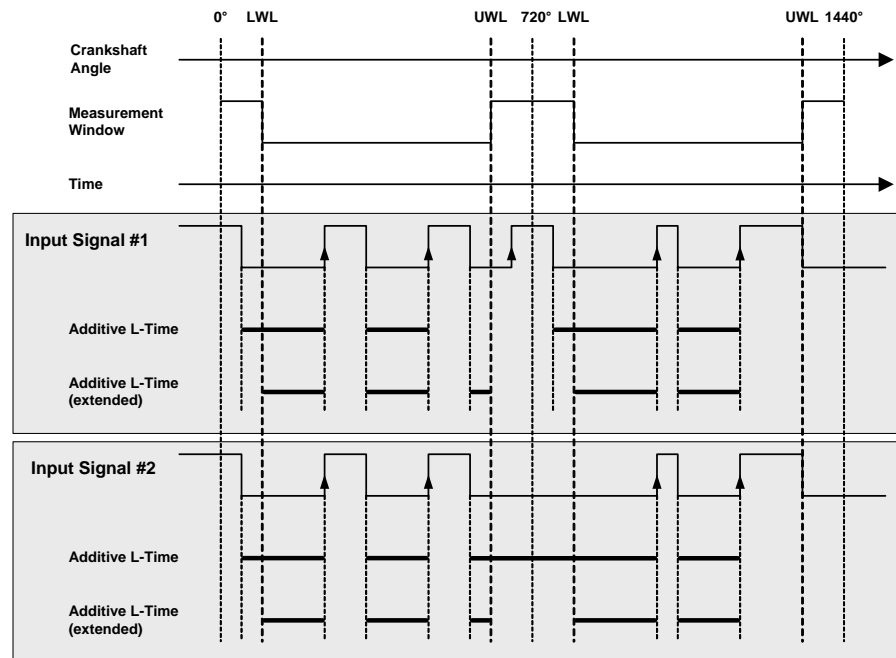 0° LWL UWL 720° LWL UWL 1440°
Crankshaft
Angle
Measurement
Window
Time
Input Signal #1
Additive L-Time
Additive L-Time
(extended)
Input Signal #2
Additive L-Time
Additive L-Time
(extended)